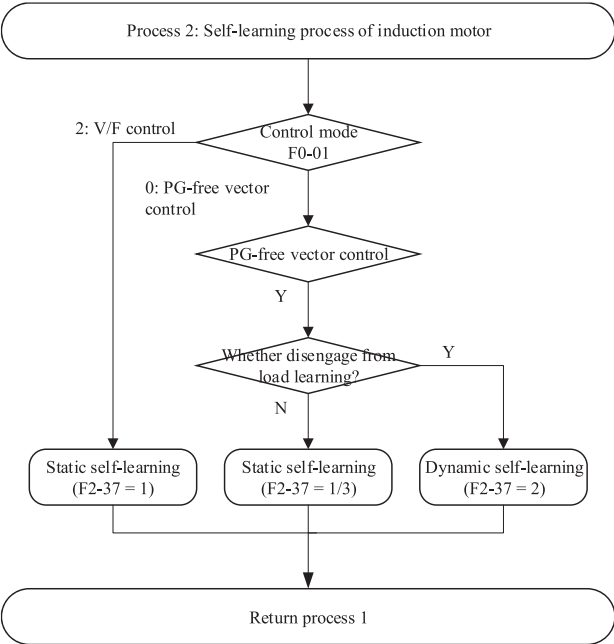 Process 2: Self-learning process of induction motor
2: V/F control
Control mode
F0-01
0: PG-free vector
control
PG-free vector control
Y
Whether disengage from
load learning?
Y
N
Static self-learning
(F2-37 = 1)
Static self-learning
(F2-37 = 1/3)
Dynamic self-learning
(F2-37 = 2)
Return process 1